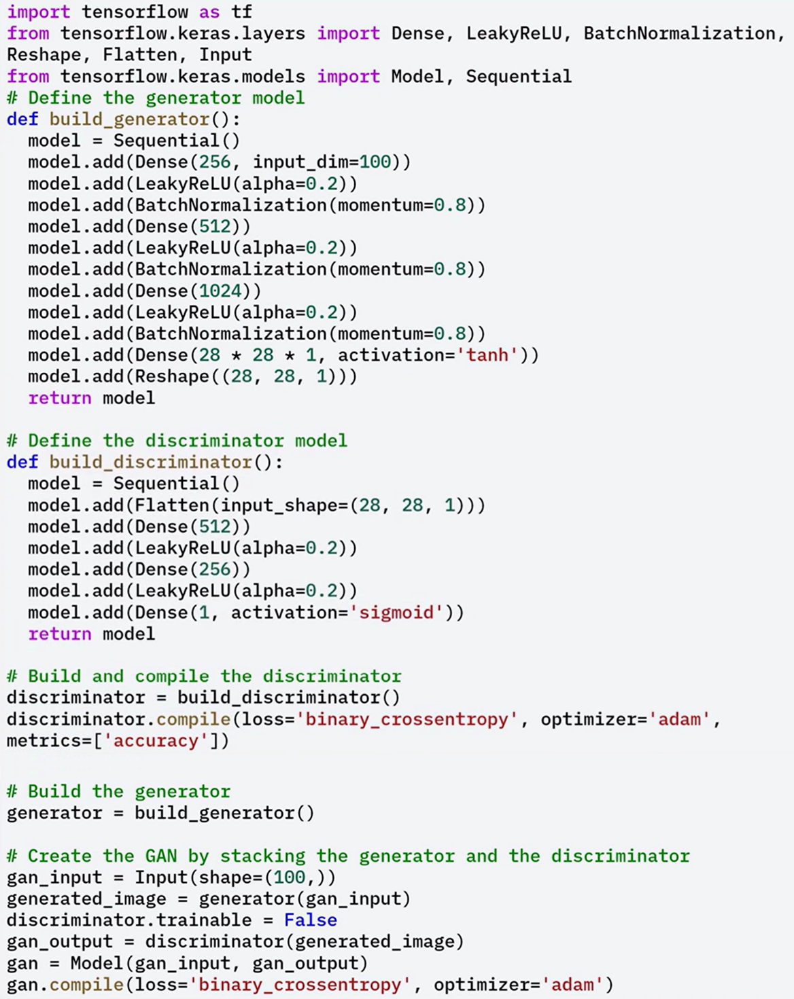 import tensorflow as tf
from tensorflow.keras.layers import Dense, LeakyReLU, BatchNormalization,
Reshape, Flatten, Input
from tensorflow.keras.models import Model, Sequential
# Define the generator model
def build_generator():
  model = Sequential()
  model.add(Dense(256, input_dim=100))
  model.add(LeakyReLU(alpha=0.2))
  model.add(BatchNormalization(momentum=0.8))
  model.add(Dense(512))
  model.add(LeakyReLU(alpha=0.2))
  model.add(BatchNormalization(momentum=0.8))
  model.add(Dense(1024))
  model.add(LeakyReLU(alpha=0.2))
  model.add(BatchNormalization(momentum=0.8))
  model.add(Dense(28 * 28 * 1, activation='tanh'))
  model.add(Reshape((28, 28, 1)))
  return model

# Define the discriminator model
def build_discriminator():
  model = Sequential()
  model.add(Flatten(input_shape=(28, 28, 1)))
  model.add(Dense(512))
  model.add(LeakyReLU(alpha=0.2))
  model.add(Dense(256))
  model.add(LeakyReLU(alpha=0.2))
  model.add(Dense(1, activation='sigmoid'))
  return model

# Build and compile the discriminator
discriminator = build_discriminator()
discriminator.compile(loss='binary_crossentropy', optimizer='adam',
metrics=['accuracy'])

# Build the generator
generator = build_generator()

# Create the GAN by stacking the generator and the discriminator
gan_input = Input(shape=(100,))
generated_image = generator(gan_input)
discriminator.trainable = False
gan_output = discriminator(generated_image)
gan = Model(gan_input, gan_output)
gan.compile(loss='binary_crossentropy', optimizer='adam')